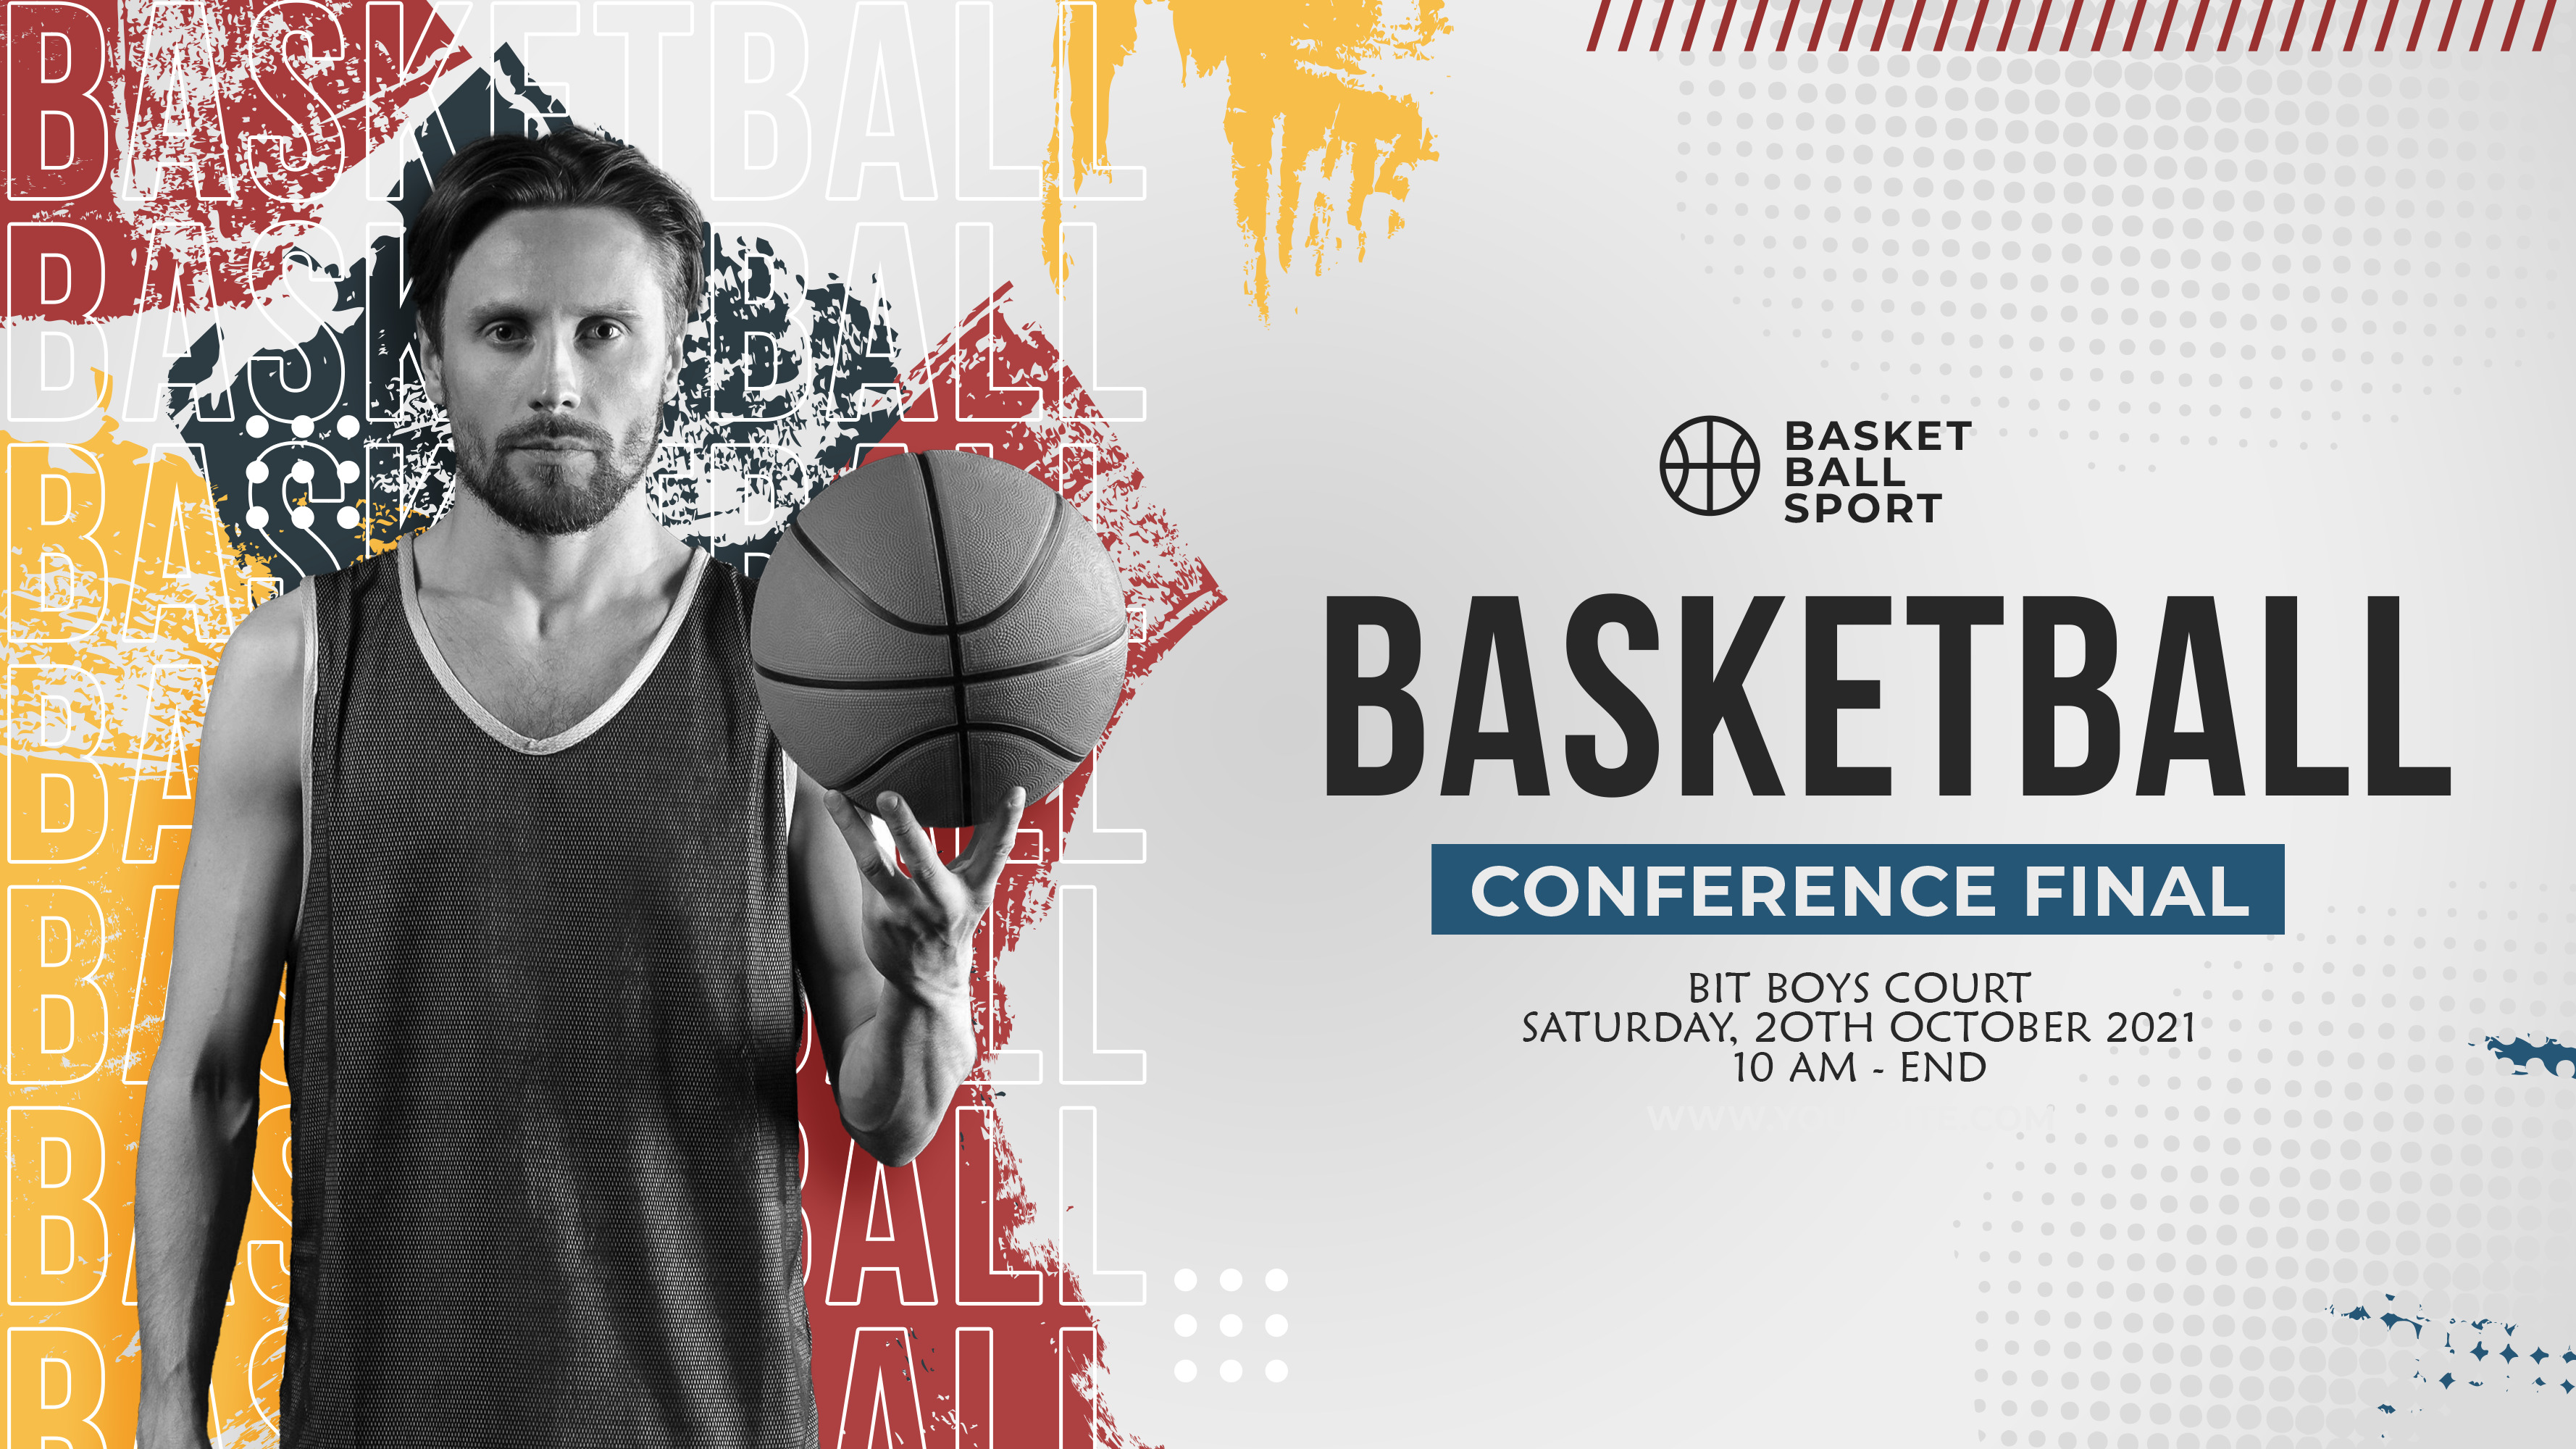 BASKETBALL
BASKETBALL
BASKETBALL
BASKETBALL
BASKETBALL
BASKETBALL
BASKETBALL
BASKET
BALL
SPORT
BASKETBALL
CONFERENCE FINAL
BIT BOYS COURT
SATURDAY, 20TH OCTOBER 2021
10 AM - END